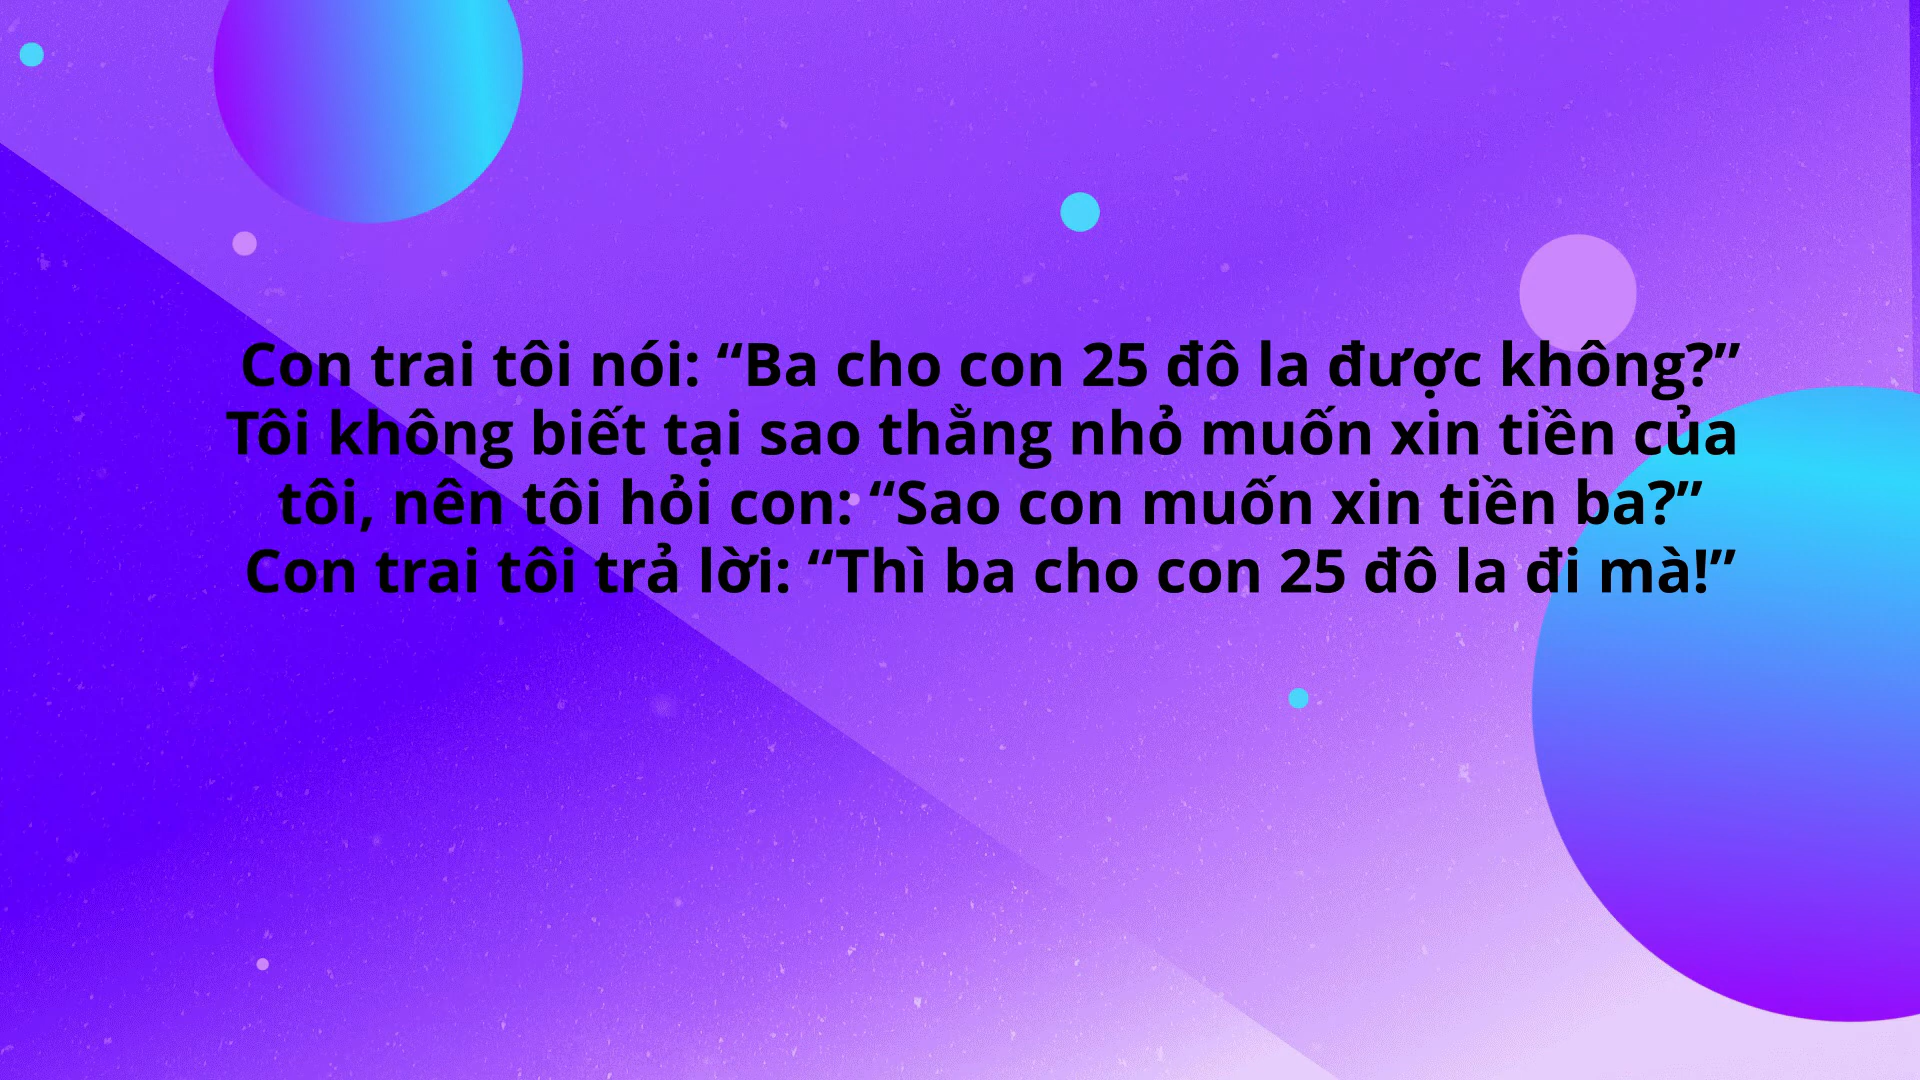 Con trai tôi nói: “Ba cho con 25 đô la được không?”
Tôi không biết tại sao thằng nhỏ muốn xin tiền của
tôi, nên tôi hỏi con: “Sao con muốn xin tiền ba?”
Con trai tôi trả lời: “Thì ba cho con 25 đô la đi mà!”